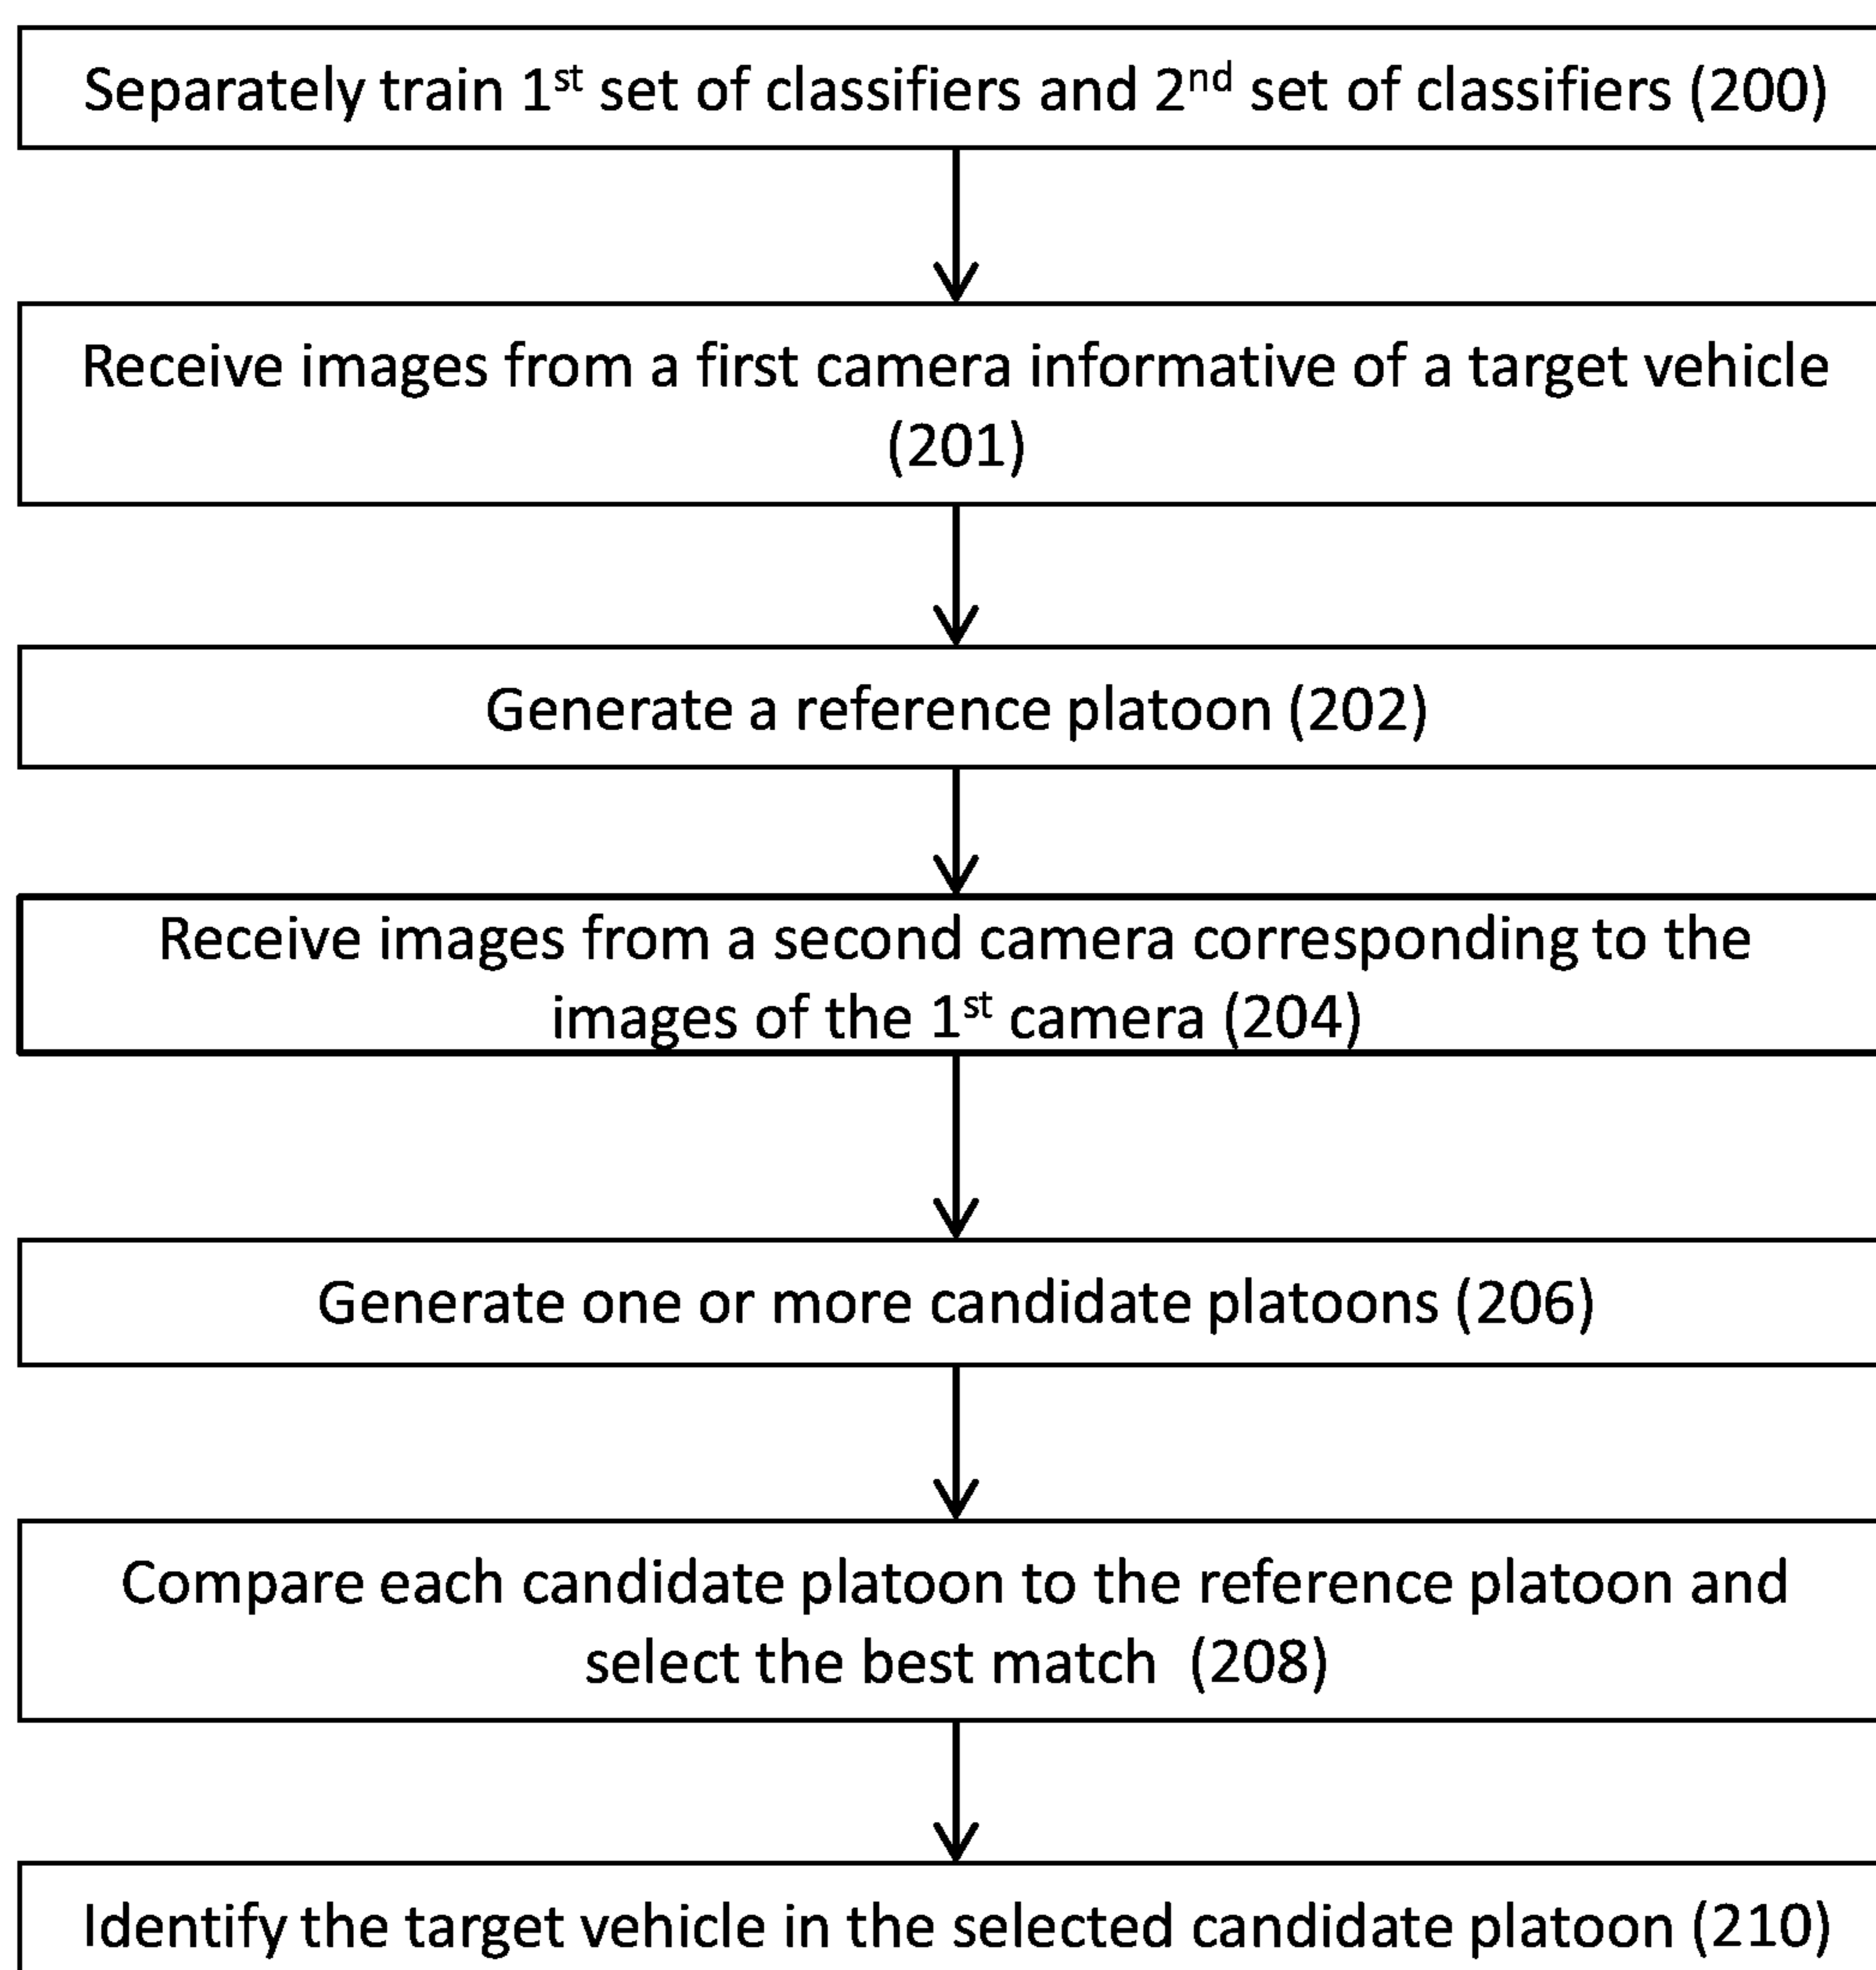 Separately train 1st set of classifiers and 2nd set of classifiers (200)
Receive images from a first camera informative of a target vehicle
(201)
Generate a reference platoon (202)
Receive images from a second camera corresponding to the
images of the 1st camera (204)
Generate one or more candidate platoons (206)
Compare each candidate platoon to the reference platoon and
select the best match (208)
Identify the target vehicle in the selected candidate platoon (210)